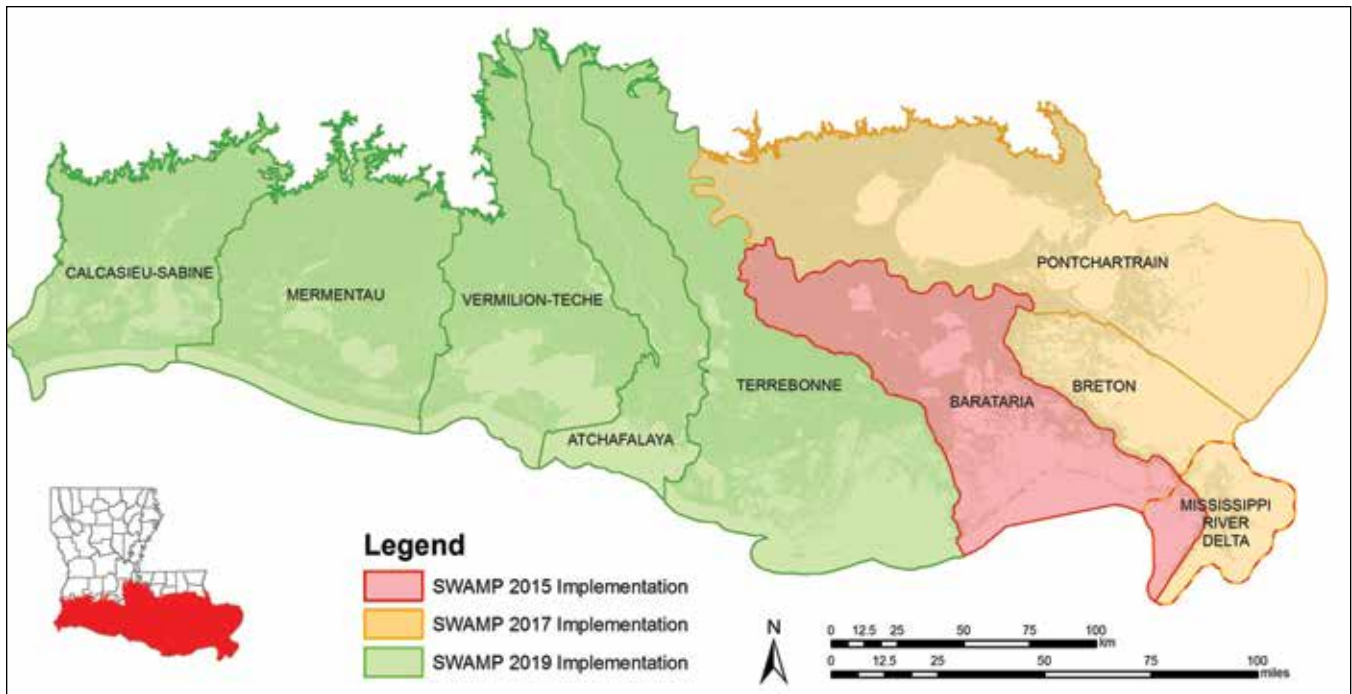 CALCASIEU-SABINE
MERMENTAU
VERMILION-TECHE
ATCHAFALAYA
TERREBONNE
BARATARIA
PONTCHARTRAIN
BRETON
MISSISSIPPI
RIVER
DELTA
Legend
SWAMP 2015 Implementation
SWAMP 2017 Implementation
SWAMP 2019 Implementation
N
0 12.5 25 50 75 100
km
0 12.5 25 50 75 100
miles